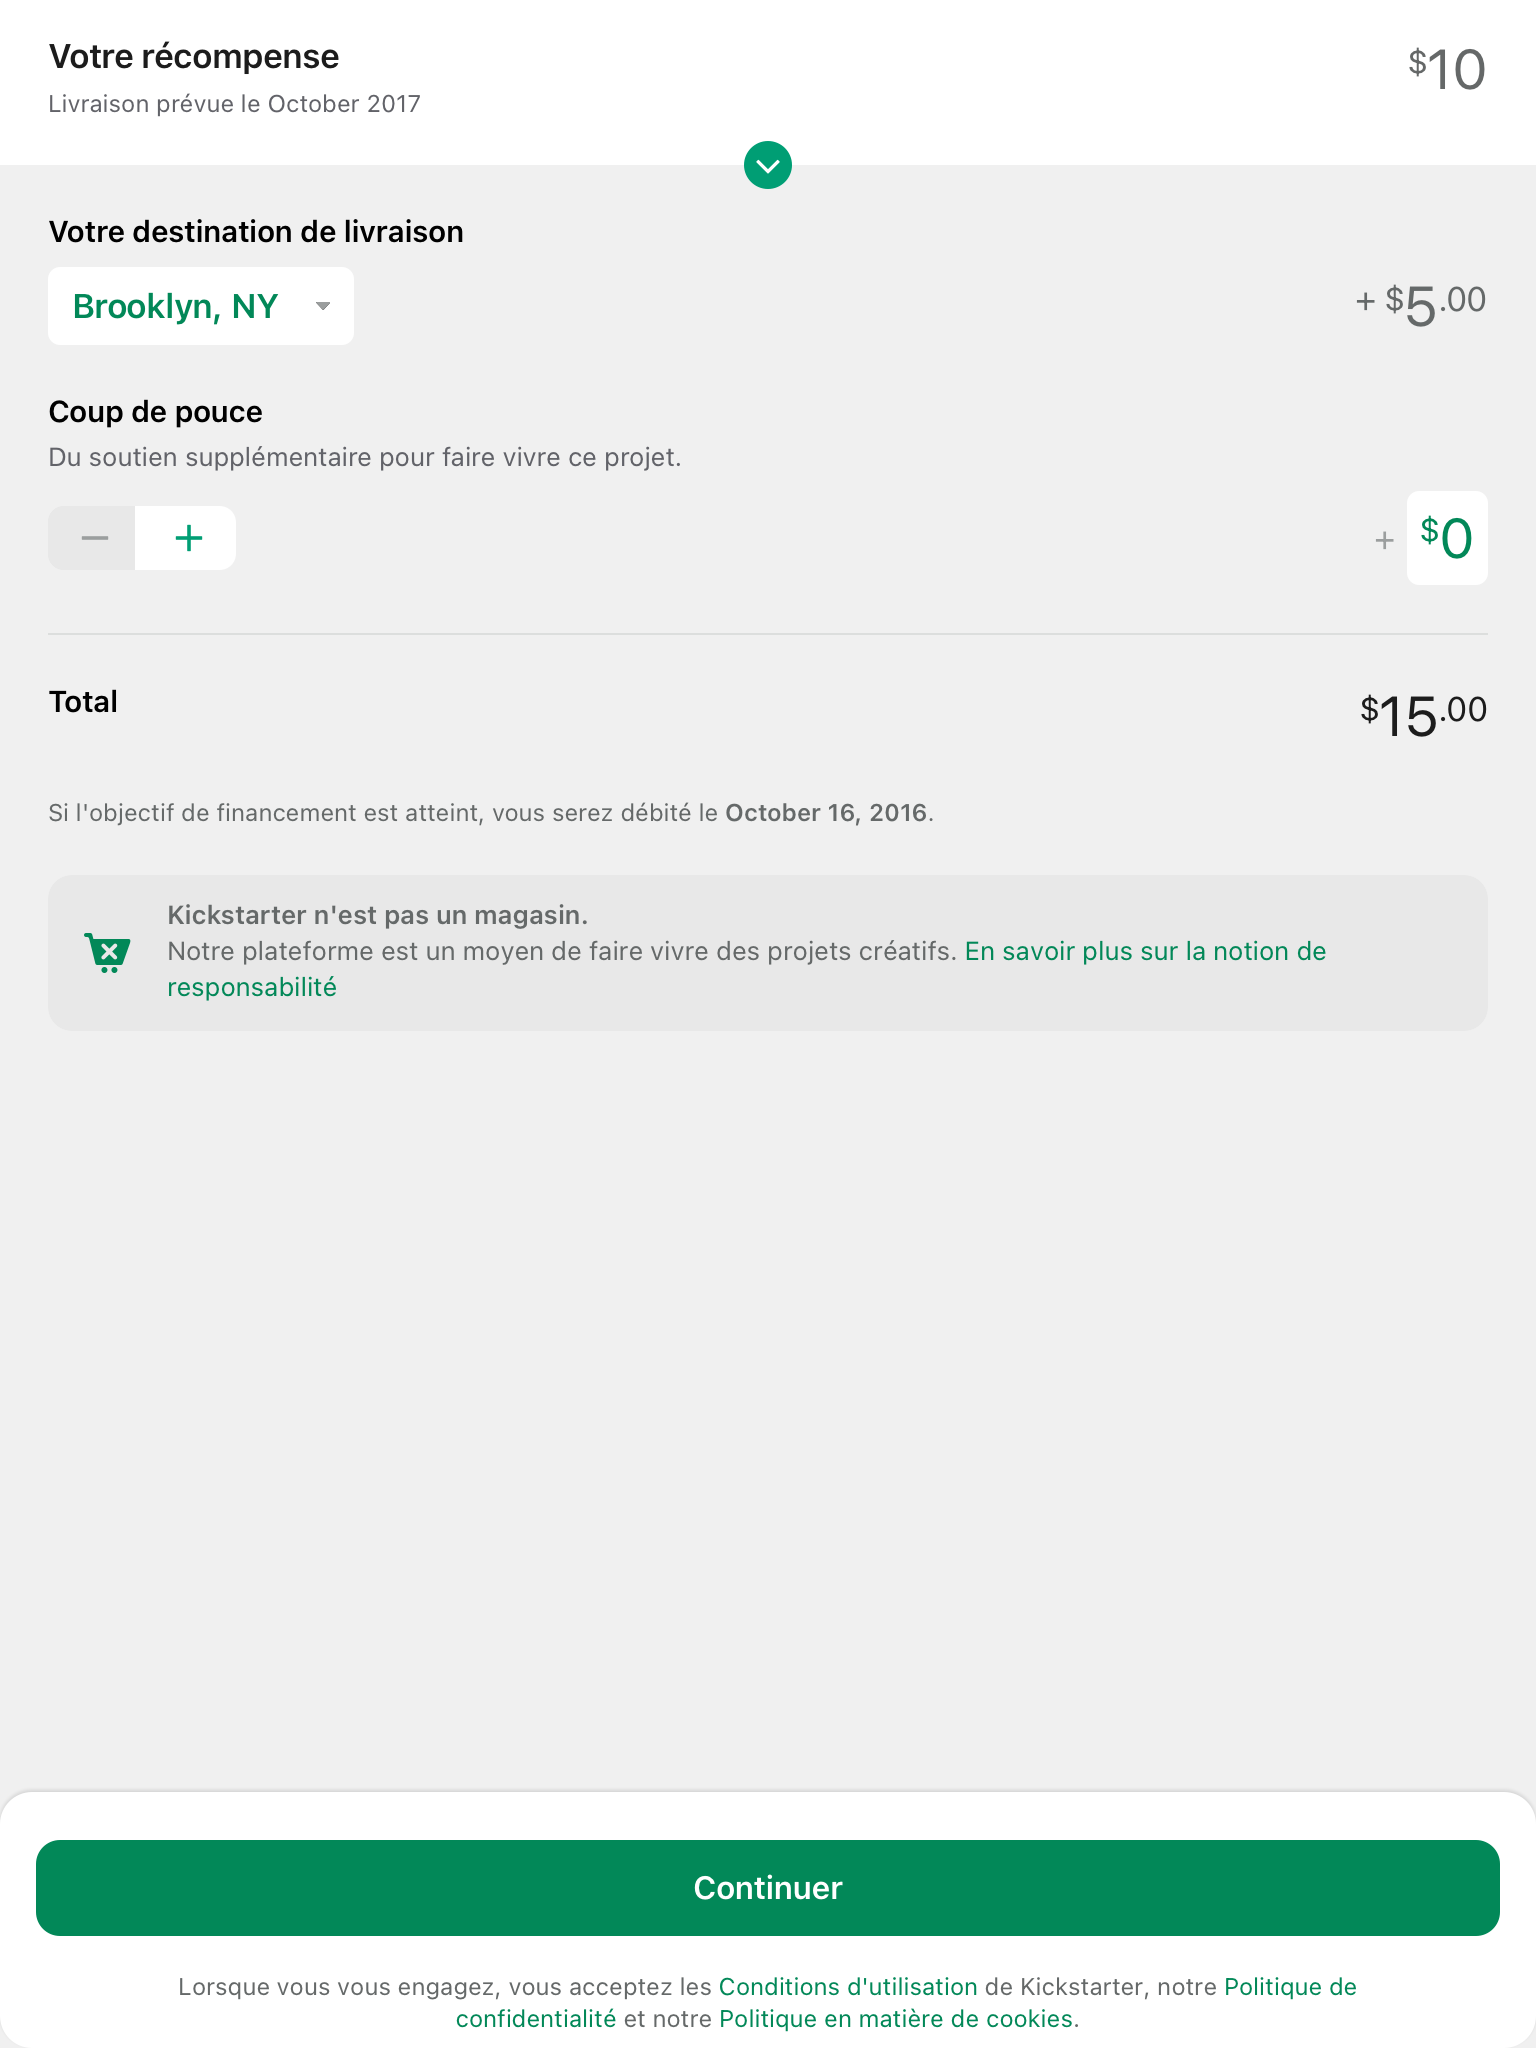 Votre récompense
$10
Livraison prévue le October 2017
Votre destination de livraison
Brooklyn, NY
+ $5.00
Coup de pouce
Du soutien supplémentaire pour faire vivre ce projet.
− +
+ $0
Total
$15.00
Si l'objectif de financement est atteint, vous serez débité le October 16, 2016.
Kickstarter n'est pas un magasin.
Notre plateforme est un moyen de faire vivre des projets créatifs. En savoir plus sur la notion de
responsabilité
Continuer
Lorsque vous vous engagez, vous acceptez les Conditions d'utilisation de Kickstarter, notre Politique de
confidentialité et notre Politique en matière de cookies.